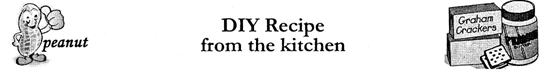 DIY Recipe
from the kitchen
peanut
Graham
Crackers